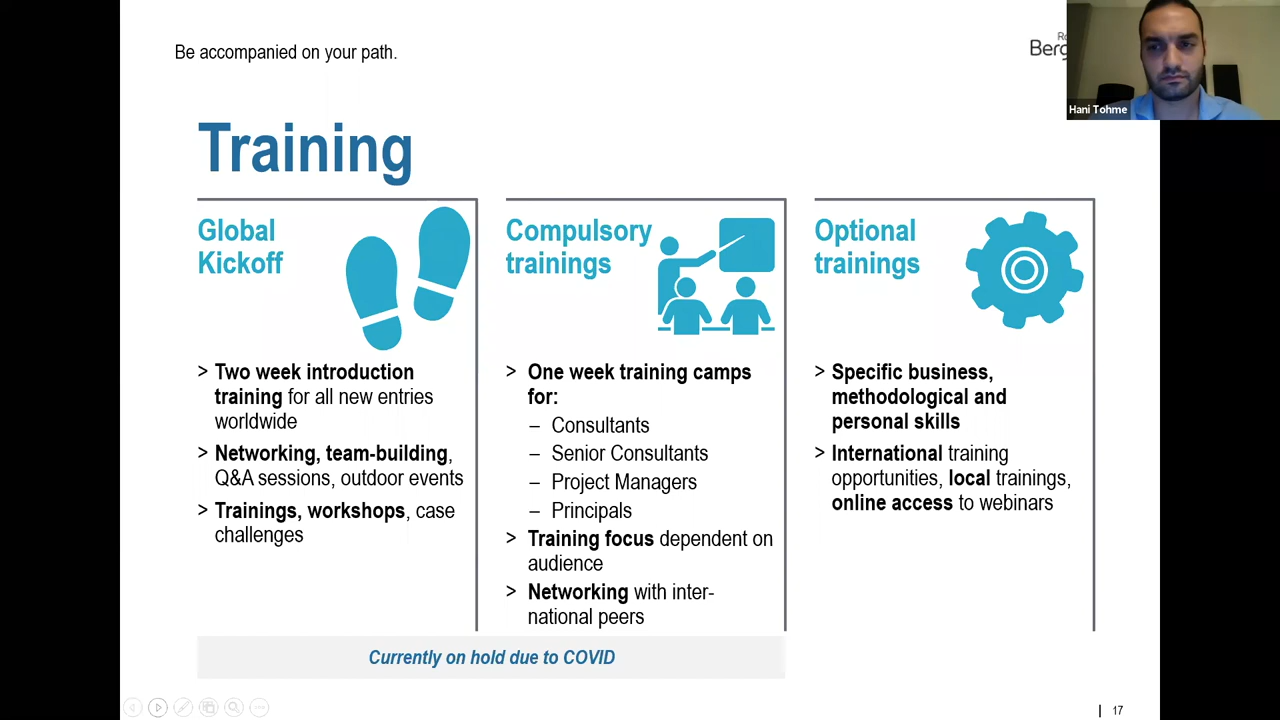 Be accompanied on your path.
Hani Tohme
Training
Global
Kickoff
> Two week introduction
training for all new entries
worldwide
> Networking, team-building,
Q&A sessions, outdoor events
> Trainings, workshops, case
challenges
Compulsory
trainings
> One week training camps
for:
– Consultants
– Senior Consultants
– Project Managers
– Principals
> Training focus dependent on
audience
> Networking with inter-
national peers
Optional
trainings
> Specific business,
methodological and
personal skills
> International training
opportunities, local trainings,
online access to webinars
Currently on hold due to COVID
| 17